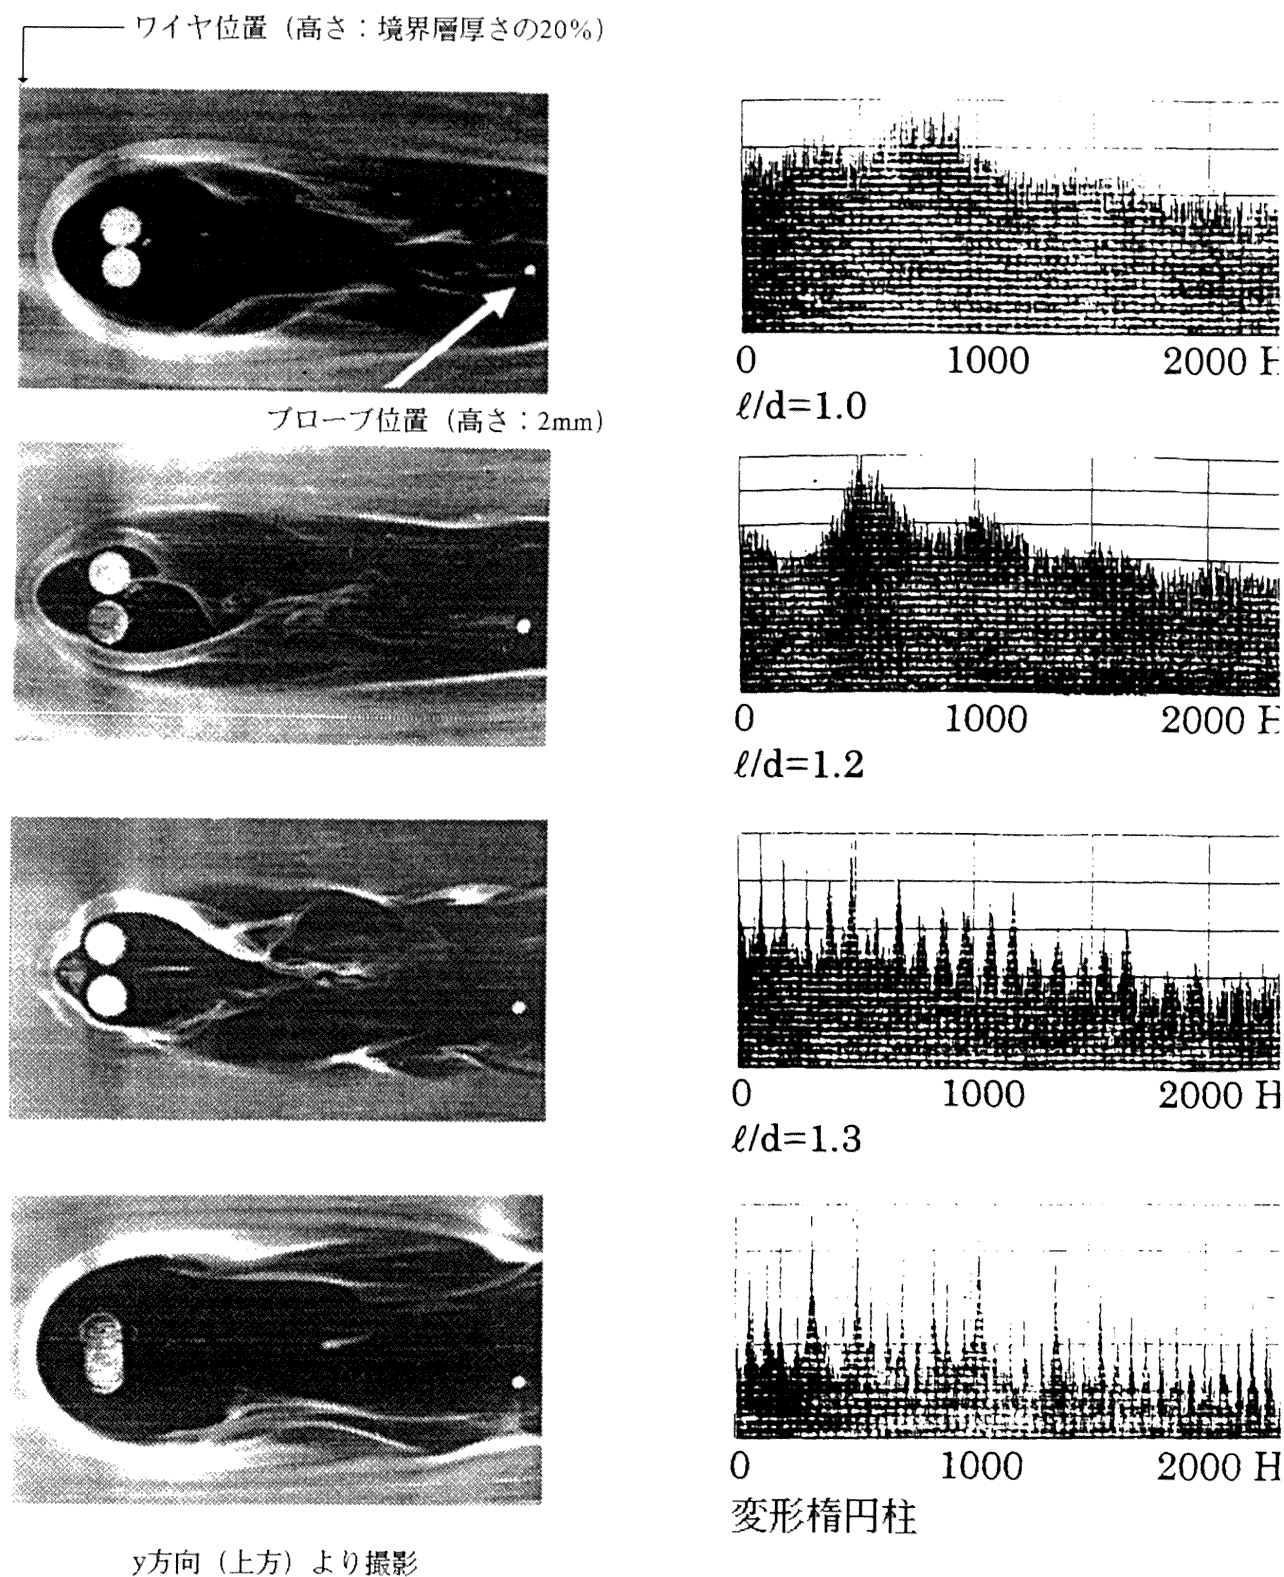 ワイヤ位置（高さ：境界層厚さの20%）
0 1000 2000 H
ℓ/d=1.0
プローブ位置（高さ：2mm）
0 1000 2000 H
ℓ/d=1.2
0 1000 2000 H
ℓ/d=1.3
0 1000 2000 H
変形楕円柱
y方向（上方）より撮影